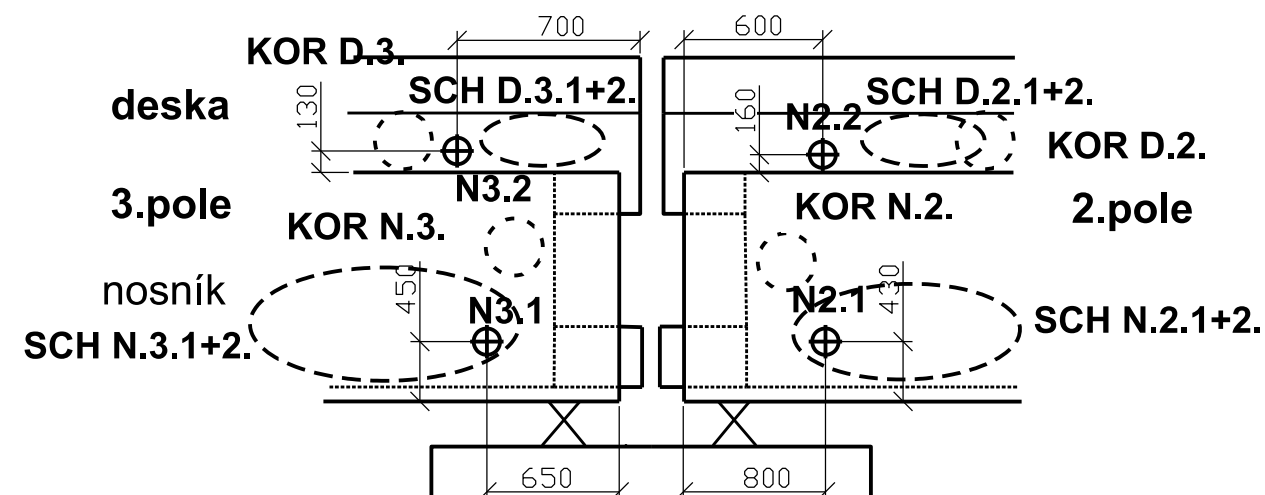 700
600
KOR D.3.
SCH D.3.1+2.
SCH D.2.1+2.
deska
130
160
N2.2
KOR D.2.
N3.2
3.pole
KOR N.3.
KOR N.2.
2.pole
nosník
450
N3.1
N2.1
430
SCH N.3.1+2.
SCH N.2.1+2.
650
800